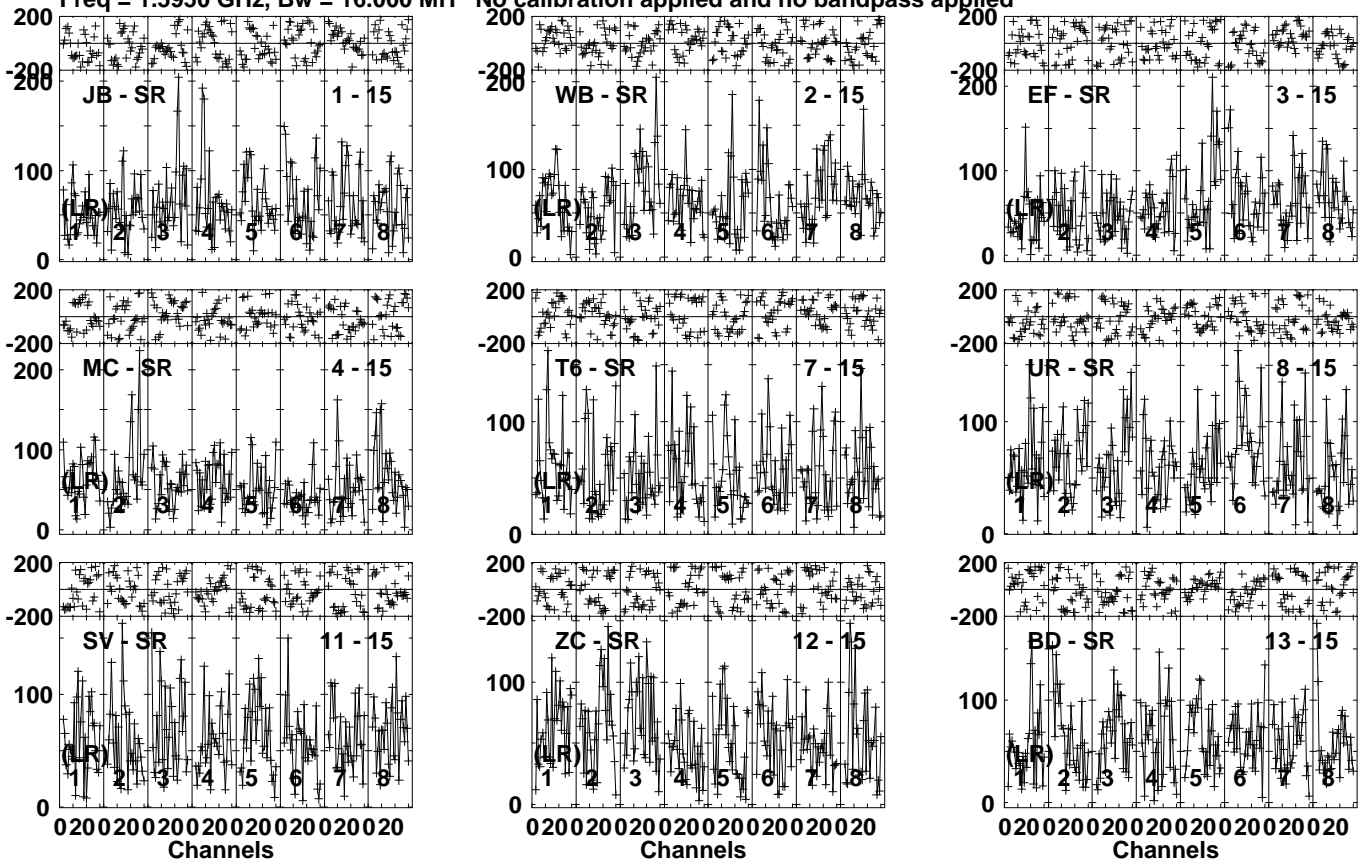 Freq = 1.5950 GHz, Bw = 16.000 MH No calibration applied and no bandpass applied
200 200 200
-200 -200 -200
200 200 200
JB - SR 1 - 15 WB - SR 2 - 15 EF - SR 3 - 15
100 100 100
(LR) (LR) (LR)
1 2 3 4 5 6 7 8 1 2 3 4 5 6 7 8 1 2 3 4 5 6 7 8
0 0 0
200 200 200
-200 -200 -200
MC - SR 4 - 15 T6 - SR 7 - 15 UR - SR 8 - 15
200
100 100 100
(LR) (LR) (LR)
1 2 3 4 5 6 7 8 1 2 3 4 5 6 7 8 1 2 3 4 5 6 7 8
0 0 0
200 200 200
-200 -200 -200
SV - SR 11 - 15 ZC - SR 12 - 15 BD - SR 13 - 15
100 100 100
(LR) (LR) (LR)
1 2 3 4 5 6 7 8 1 2 3 4 5 6 7 8 1 2 3 4 5 6 7 8
0 0 0
0 20 0 20 0 20 0 20 0 20 0 20 0 20 0 20 0 20 0 20 0 20 0 20 0 20 0 20 0 20 0 20 0 20 0 20 0 20 0 20 0 20 0 20 0 20 0 20
Channels Channels Channels